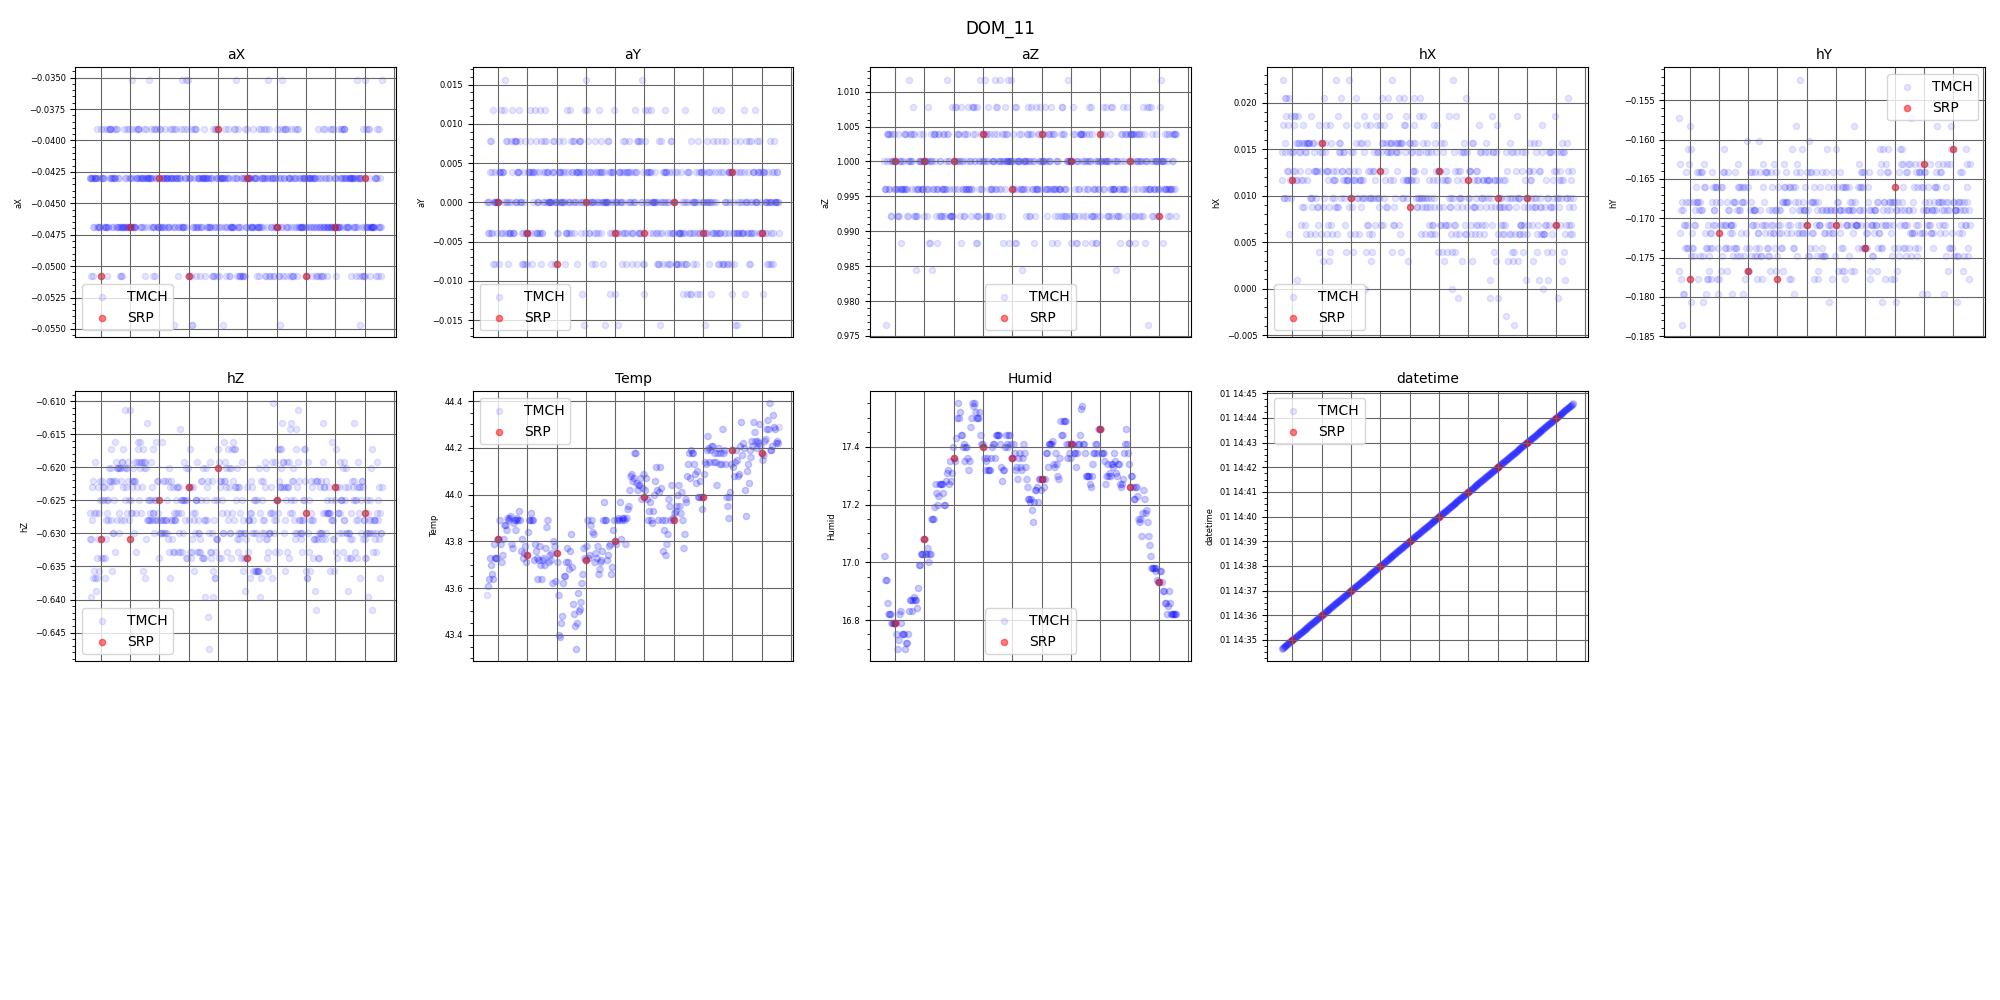 DOM_11
aX
−0.0350
−0.0375
−0.0400
−0.0425
−0.0450
−0.0475
−0.0500
−0.0525
−0.0550
aX
TMCH
SRP
aY
0.015
0.010
0.005
0.000
−0.005
−0.010
−0.015
aY
TMCH
SRP
aZ
1.010
1.005
1.000
0.995
0.990
0.985
0.980
0.975
aZ
TMCH
SRP
hX
0.020
0.015
0.010
0.005
0.000
−0.005
hX
TMCH
SRP
hY
−0.155
−0.160
−0.165
−0.170
−0.175
−0.180
−0.185
hY
TMCH
SRP
hZ
−0.610
−0.615
−0.620
−0.625
−0.630
−0.635
−0.640
−0.645
hZ
TMCH
SRP
Temp
44.4
44.2
44.0
43.8
43.6
43.4
Temp
TMCH
SRP
Humid
17.4
17.2
17.0
16.8
Humid
TMCH
SRP
datetime
01 14:45
01 14:44
01 14:43
01 14:42
01 14:41
01 14:40
01 14:39
01 14:38
01 14:37
01 14:36
01 14:35
datetime
TMCH
SRP